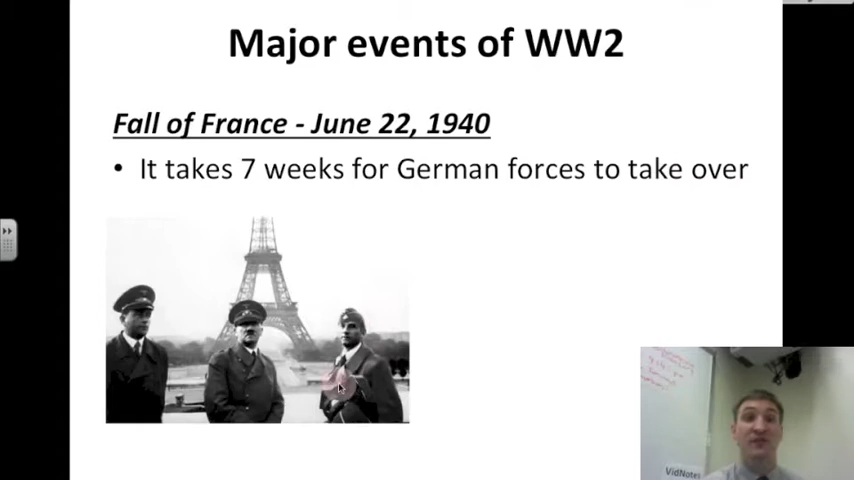 Major events of WW2
Fall of France - June 22, 1940
• It takes 7 weeks for German forces to take over
VidNotes